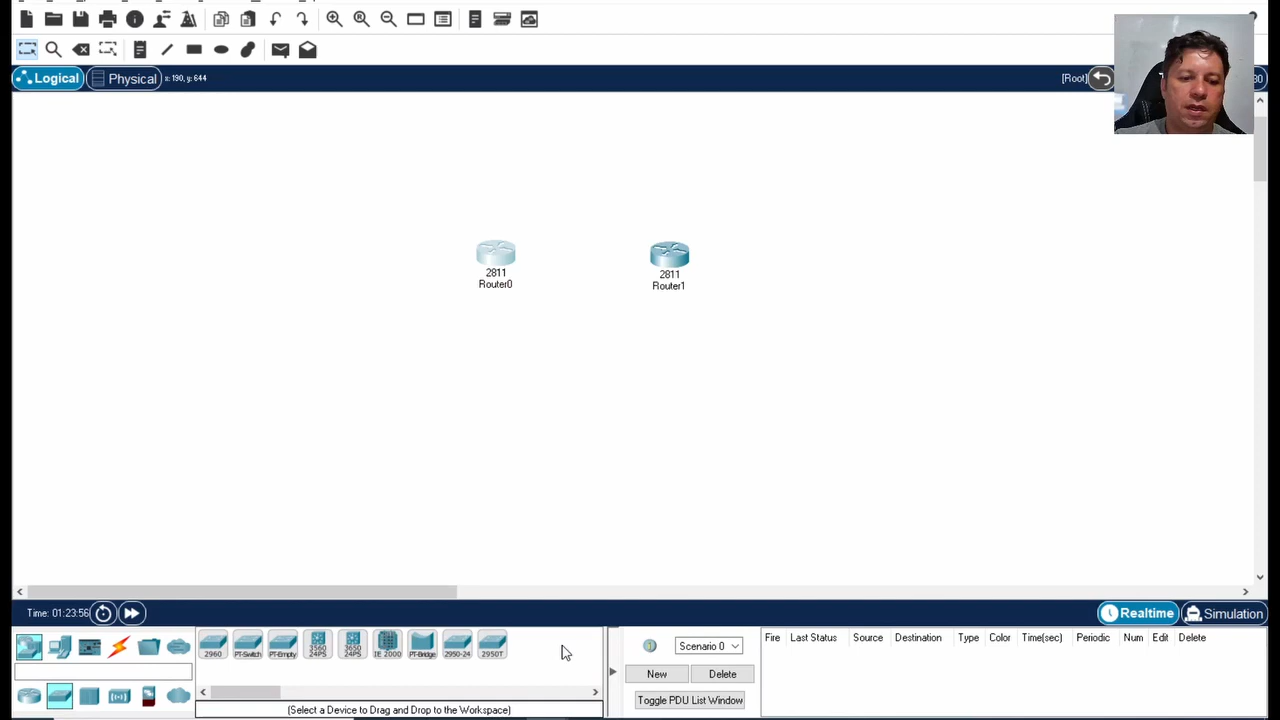 Logical
Physical
x: 190, y: 644
[Root]
2811
Router0
2811
Router1
Time: 01:23:56
Realtime
Simulation
2960
PT-Switch
PT-Empty
3560
24PS
3650
24PS
IE 2000
PT-Bridge
2950-24
2950T
(Select a Device to Drag and Drop to the Workspace)
Scenario 0
New
Delete
Toggle PDU List Window
Fire Last Status Source Destination Type Color Time(sec) Periodic Num Edit Delete